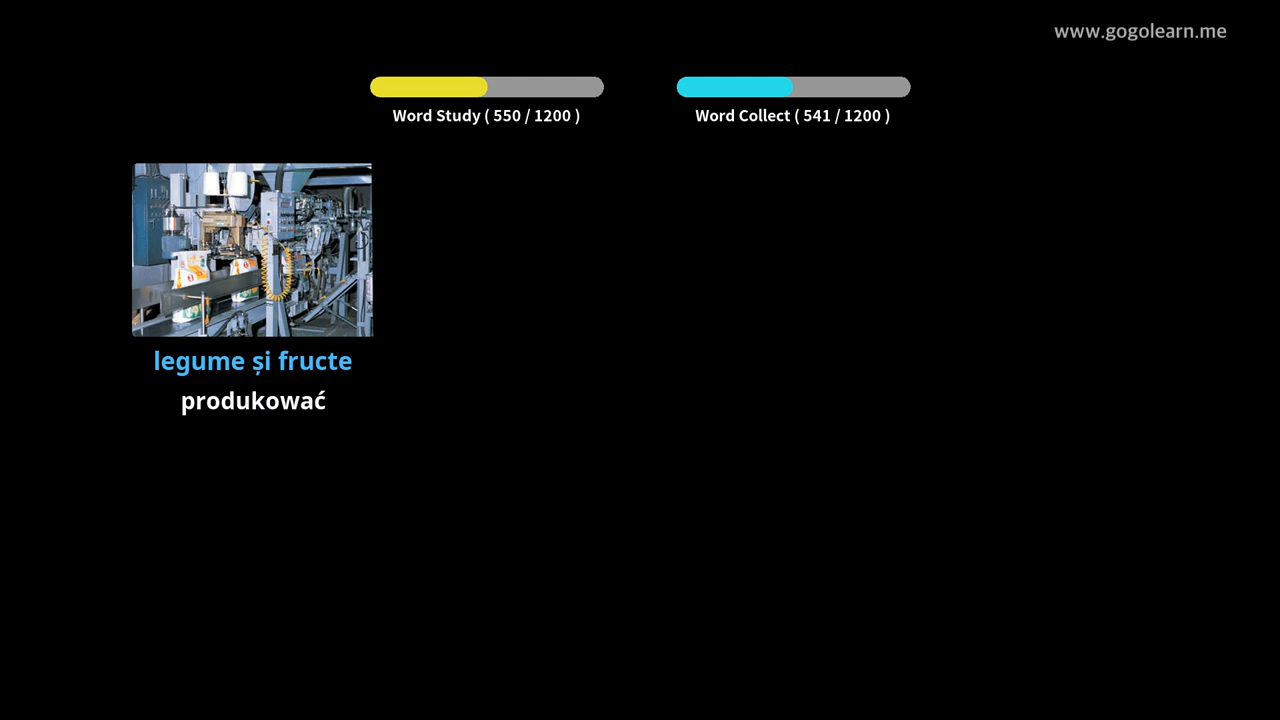 www.gogolearn.me
Word Study ( 550 / 1200 )
Word Collect ( 541 / 1200 )
legume și fructe
produkować